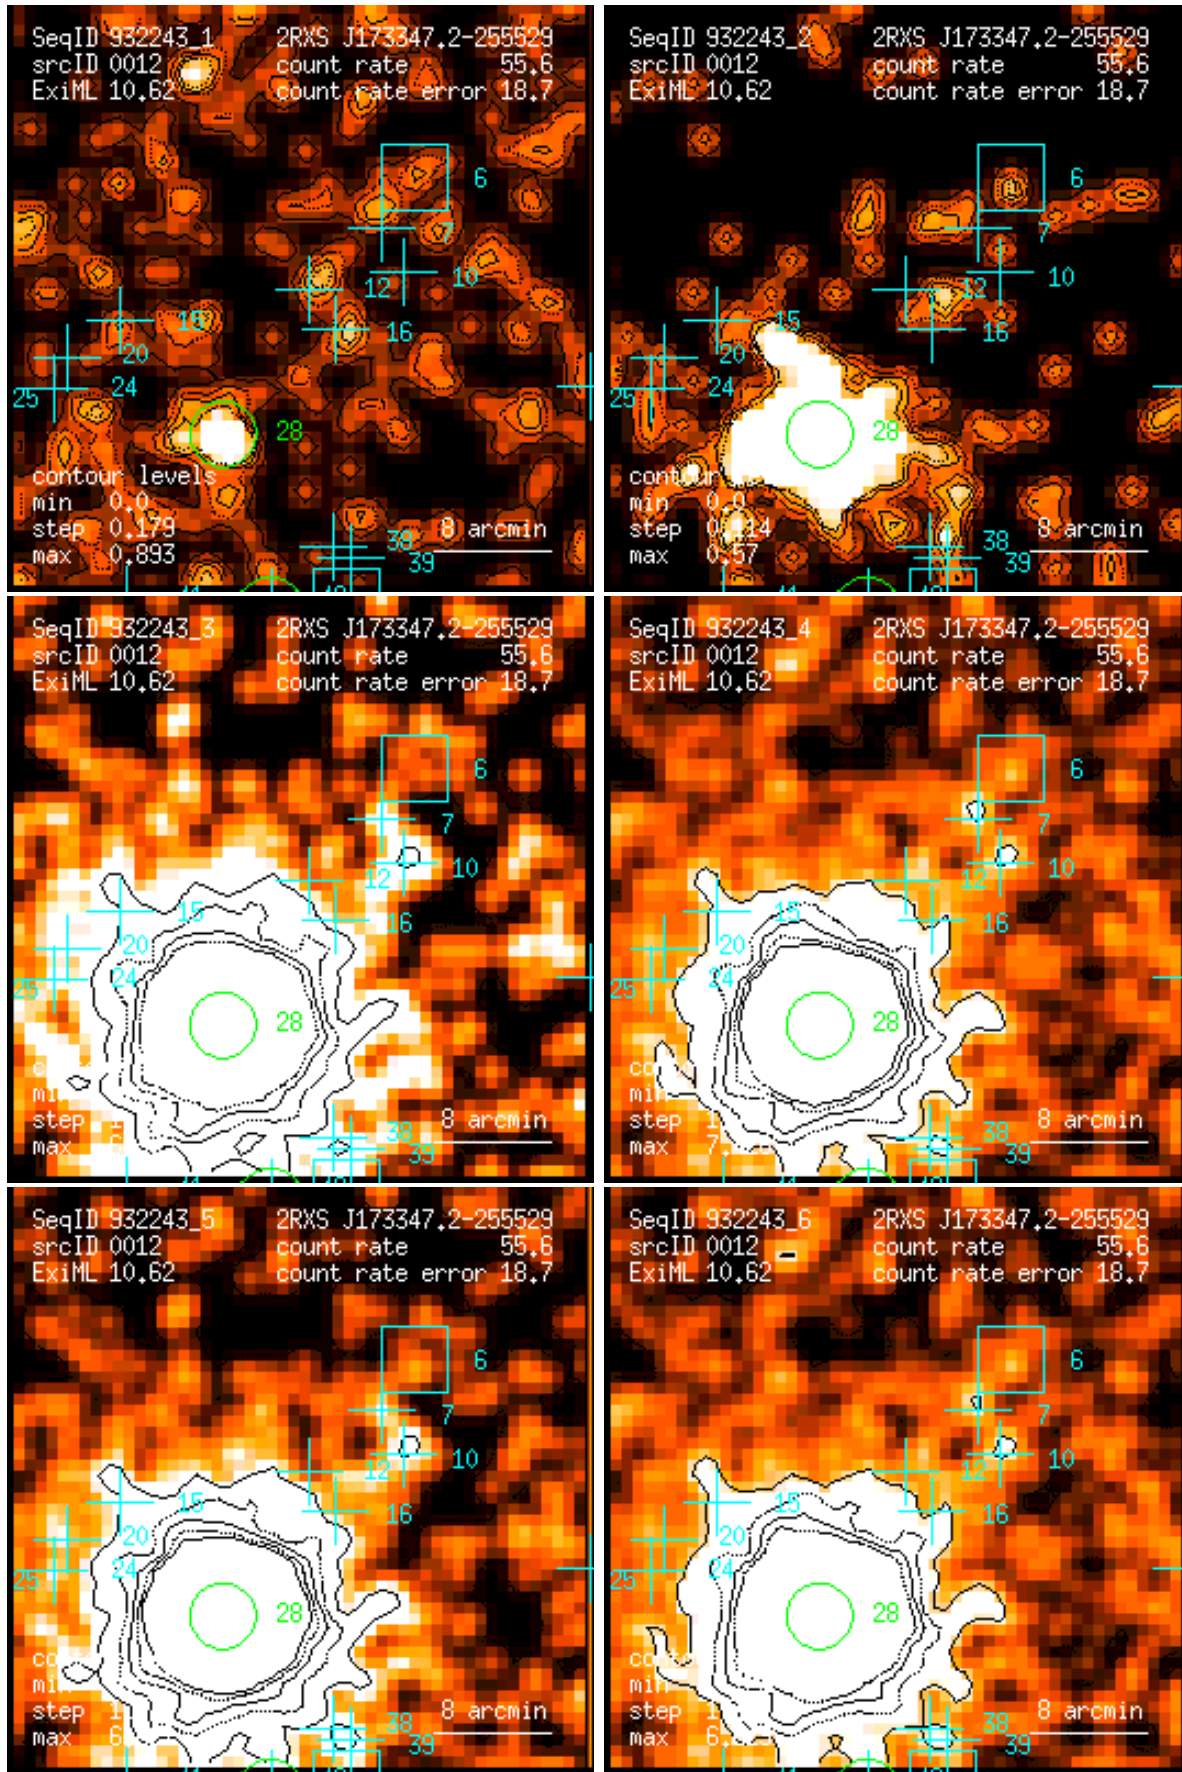 SeqID 932243_1 2RXS J173347.2-255529
srcID 0012 count rate 55.6
ExiML 10.62 count rate error 18.7
6
7
10
12
15
16
20
24
25
28
contour levels
min 0.0
step 0.179 8 arcmin
max 0.893
38
39
SeqID 932243_2 2RXS J173347.2-255529
srcID 0012 count rate 55.6
ExiML 10.62 count rate error 18.7
6
7
10
12
15
16
20
24
25
28
min 0.0
step 0.114 8 arcmin
max 0.57
38
39
SeqID 932243_3 2RXS J173347.2-255529
srcID 0012 count rate 55.6
ExiML 10.62 count rate error 18.7
6
7
10
12
15
16
20
24
25
28
step 8 arcmin
max
38
39
SeqID 932243_4 2RXS J173347.2-255529
srcID 0012 count rate 55.6
ExiML 10.62 count rate error 18.7
6
7
10
12
15
16
20
24
25
28
min
step 8 arcmin
max
38
39
SeqID 932243_5 2RXS J173347.2-255529
srcID 0012 count rate 55.6
ExiML 10.62 count rate error 18.7
6
7
10
12
15
16
20
24
25
28
min
step 8 arcmin
max
38
39
SeqID 932243_6 2RXS J173347.2-255529
srcID 0012 count rate 55.6
ExiML 10.62 count rate error 18.7
6
7
10
12
15
16
20
24
25
28
min
step 8 arcmin
max
38
39